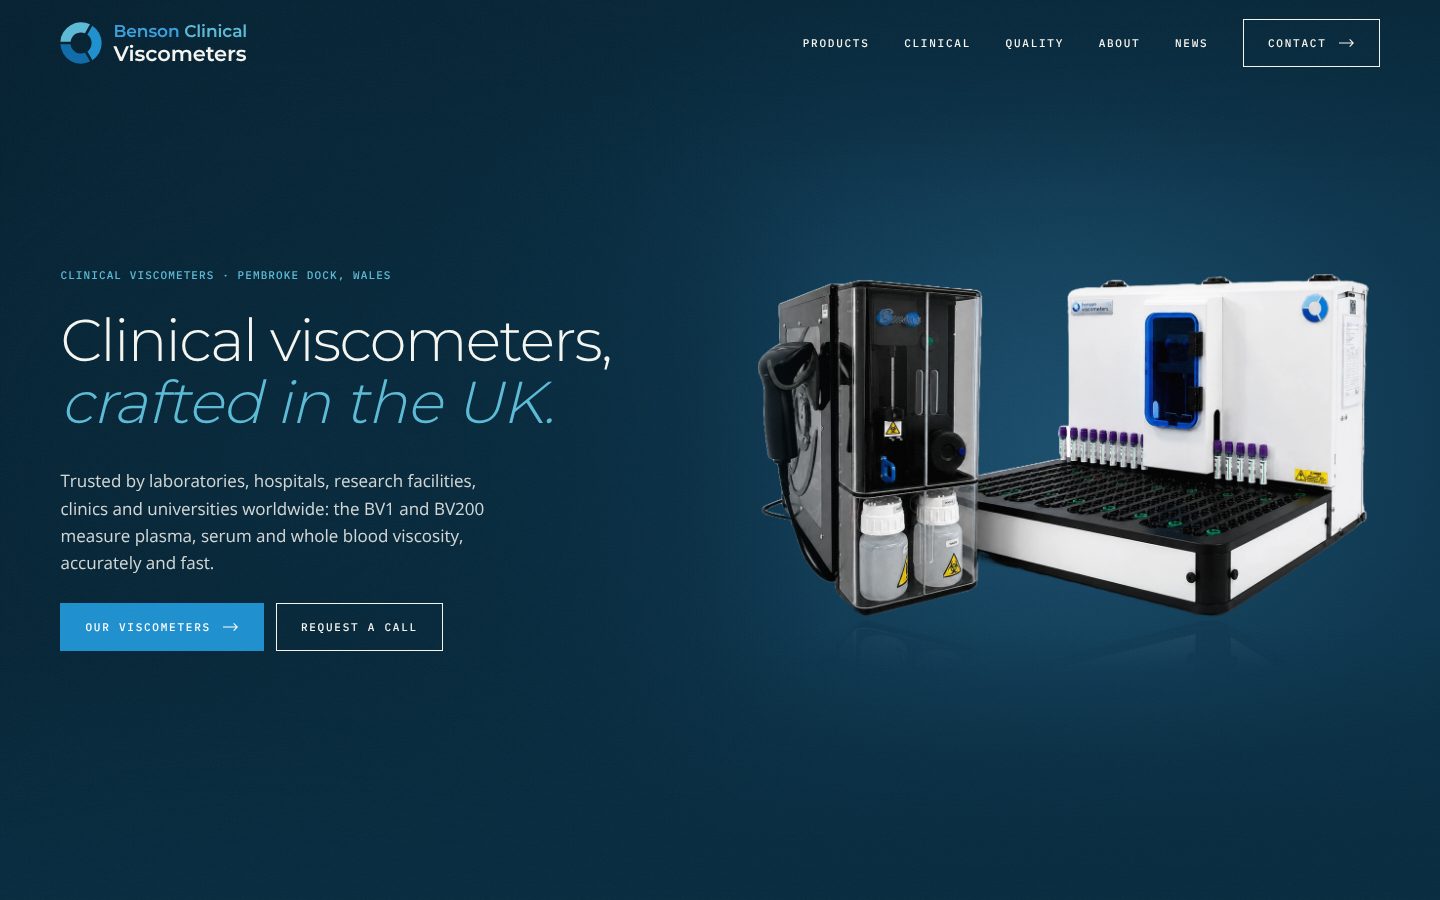 Benson Clinical
Viscometers
PRODUCTS
CLINICAL
QUALITY
ABOUT
NEWS
CONTACT
CLINICAL VISCOMETERS · PEMBROKE DOCK, WALES
Clinical viscometers,
crafted in the UK.
Trusted by laboratories, hospitals, research facilities,
clinics and universities worldwide: the BV1 and BV200
measure plasma, serum and whole blood viscosity,
accurately and fast.
OUR VISCOMETERS
REQUEST A CALL
benson
viscometers